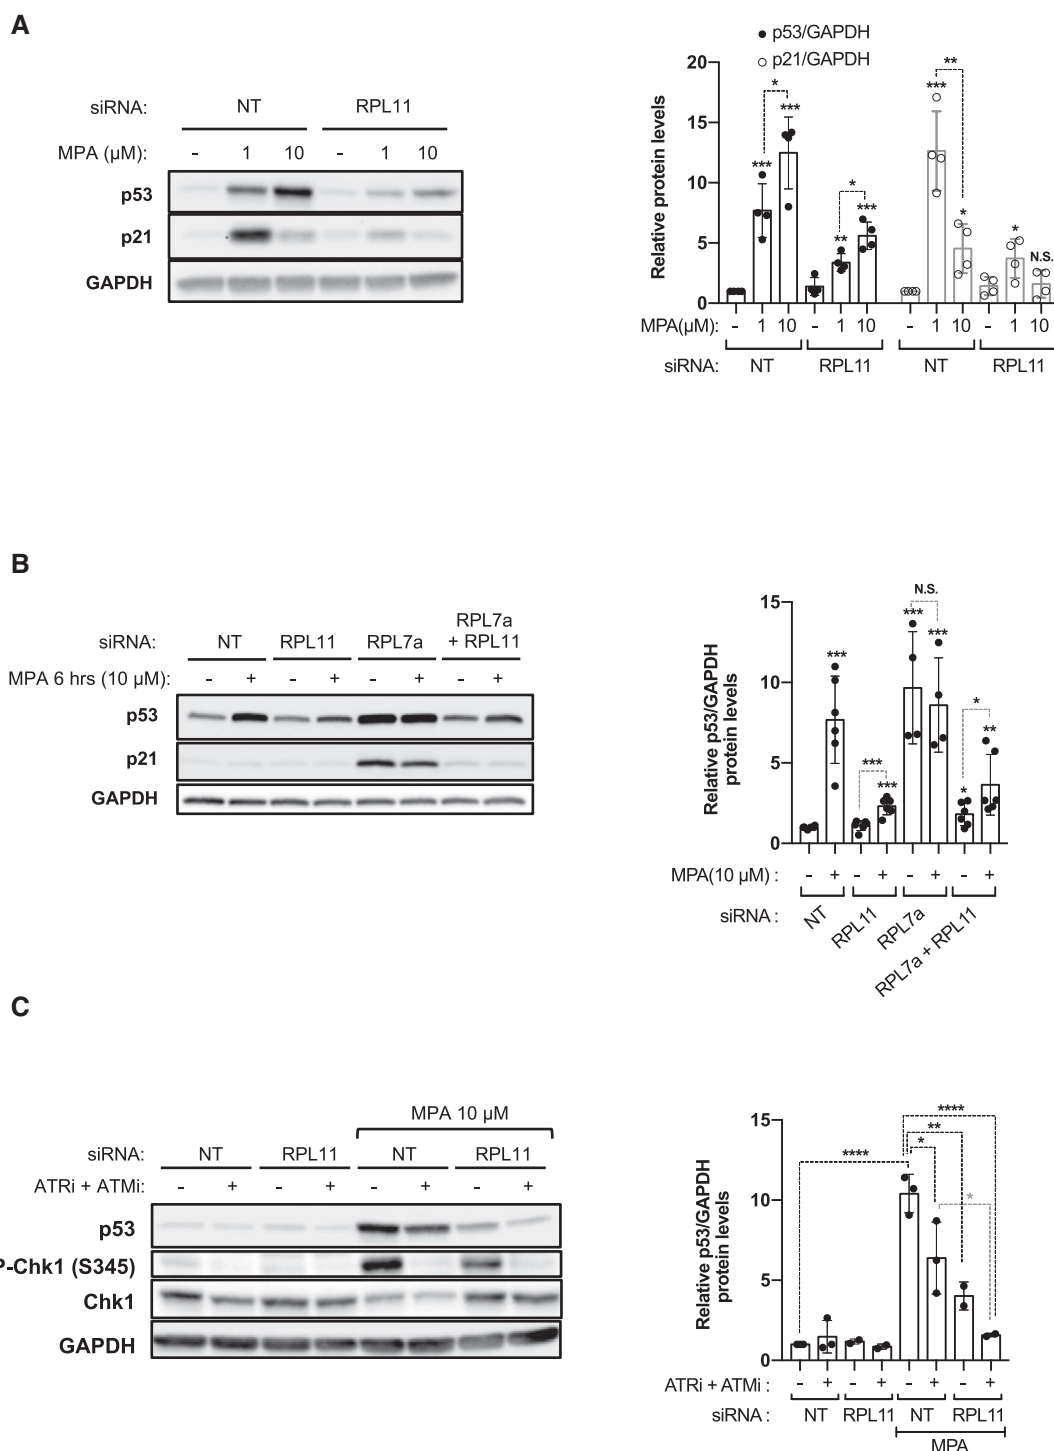 A
siRNA: NT RPL11
MPA (μM): - 1 10 - 1 10
p53
p21
GAPDH
p53/GAPDH
p21/GAPDH
Relative protein levels
20
15
10
5
0
* *** *** ** * *** *** ** * * N.S.
MPA(μM): - 1 10 - 1 10 - 1 10 - 1 10
siRNA: NT RPL11 NT RPL11
B
siRNA: NT RPL11 RPL7a RPL7a + RPL11
MPA 6 hrs (10 μM): - + - + - + - +
p53
p21
GAPDH
Relative p53/GAPDH
protein levels
15
10
5
0
*** *** *** *** N.S. *** * * **
MPA(10 μM) : - + - + - + - +
siRNA : NT RPL11 RPL7a RPL7a + RPL11
C
MPA 10 μM
siRNA: NT RPL11 NT RPL11
ATRi + ATMi: - + - + - + - +
p53
P-Chk1 (S345)
Chk1
GAPDH
Relative p53/GAPDH
protein levels
15
10
5
0
**** **** ** * *
ATRi + ATMi : - + - + - + - +
siRNA : NT RPL11 NT RPL11
MPA